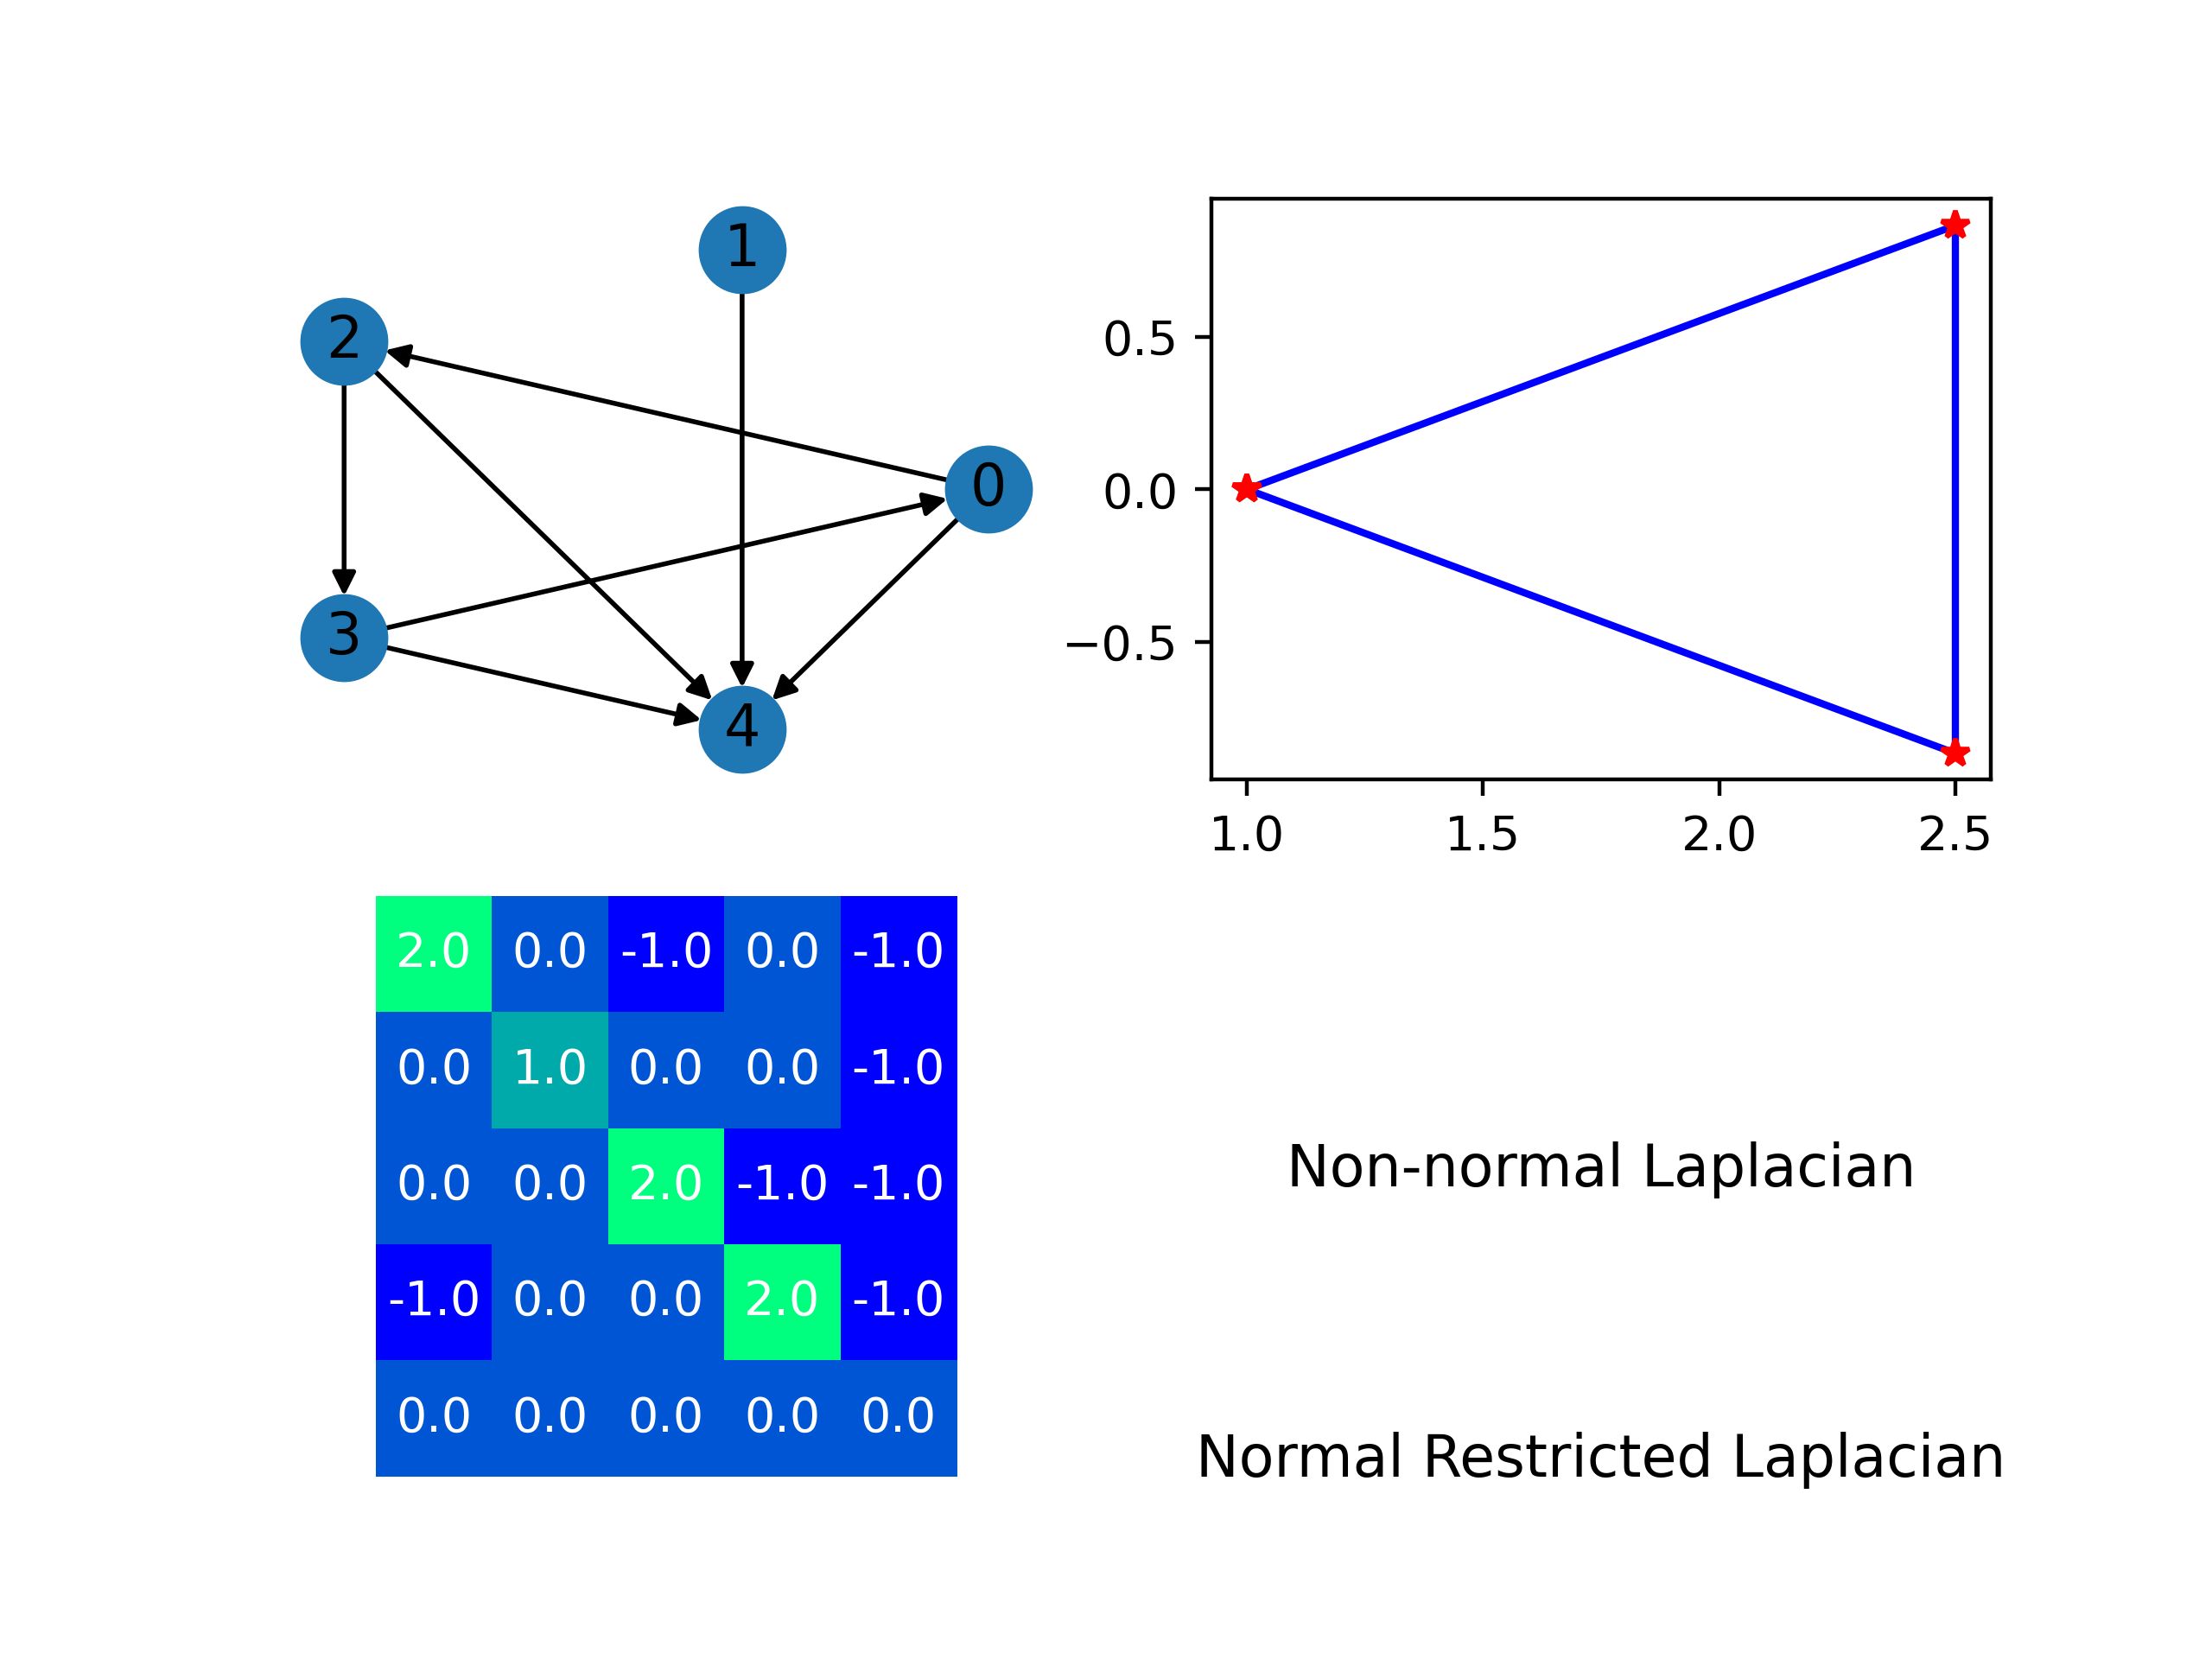 1
2
0
3
4
0.5
0.0
−0.5
1.0 1.5 2.0 2.5
2.0 0.0 -1.0 0.0 -1.0
0.0 1.0 0.0 0.0 -1.0
0.0 0.0 2.0 -1.0 -1.0
-1.0 0.0 0.0 2.0 -1.0
0.0 0.0 0.0 0.0 0.0
Non-normal Laplacian
Normal Restricted Laplacian